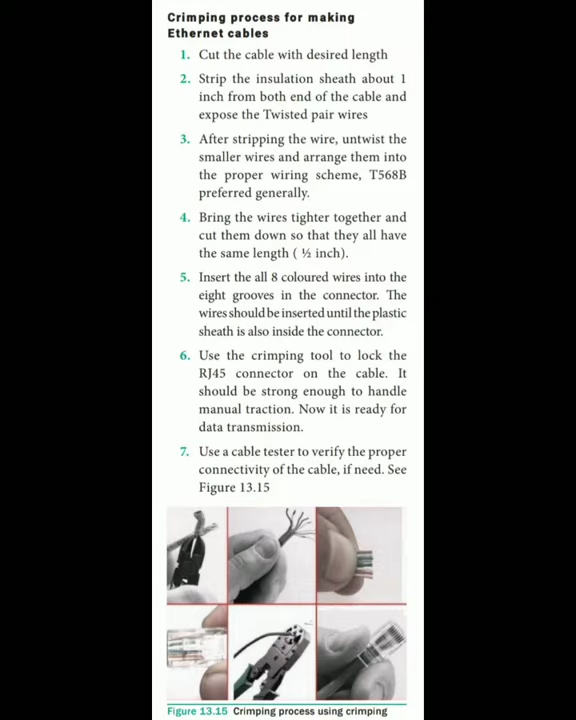 Crimping process for making
Ethernet cables
1. Cut the cable with desired length
2. Strip the insulation sheath about 1
inch from both end of the cable and
expose the Twisted pair wires
3. After stripping the wire, untwist the
smaller wires and arrange them into
the proper wiring scheme, T568B
preferred generally.
4. Bring the wires tighter together and
cut them down so that they all have
the same length ( ½ inch).
5. Insert the all 8 coloured wires into the
eight grooves in the connector. The
wires should be inserted until the plastic
sheath is also inside the connector.
6. Use the crimping tool to lock the
RJ45 connector on the cable. It
should be strong enough to handle
manual traction. Now it is ready for
data transmission.
7. Use a cable tester to verify the proper
connectivity of the cable, if need. See
Figure 13.15
Figure 13.15 Crimping process using crimping